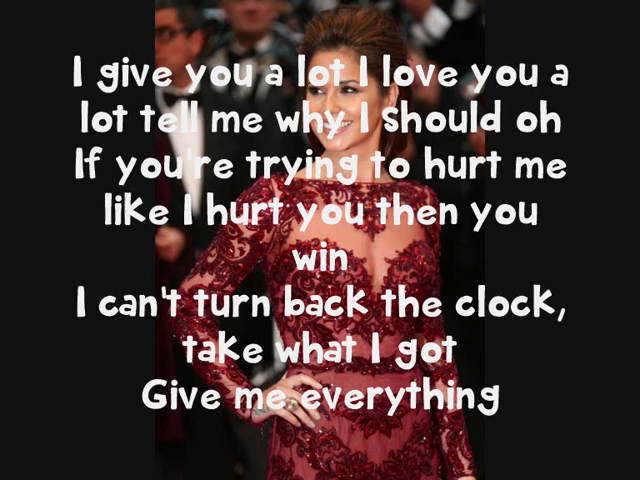 I give you a lot I love you a
lot tell me why I should oh
If you're trying to hurt me
like I hurt you then you
win
I can't turn back the clock,
take what I got
Give me everything